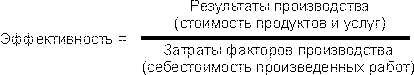 Результаты производства
(стоимость продуктов и услуг)
Эффективность =
Затраты факторов производства
(себестоимость произведенных работ)